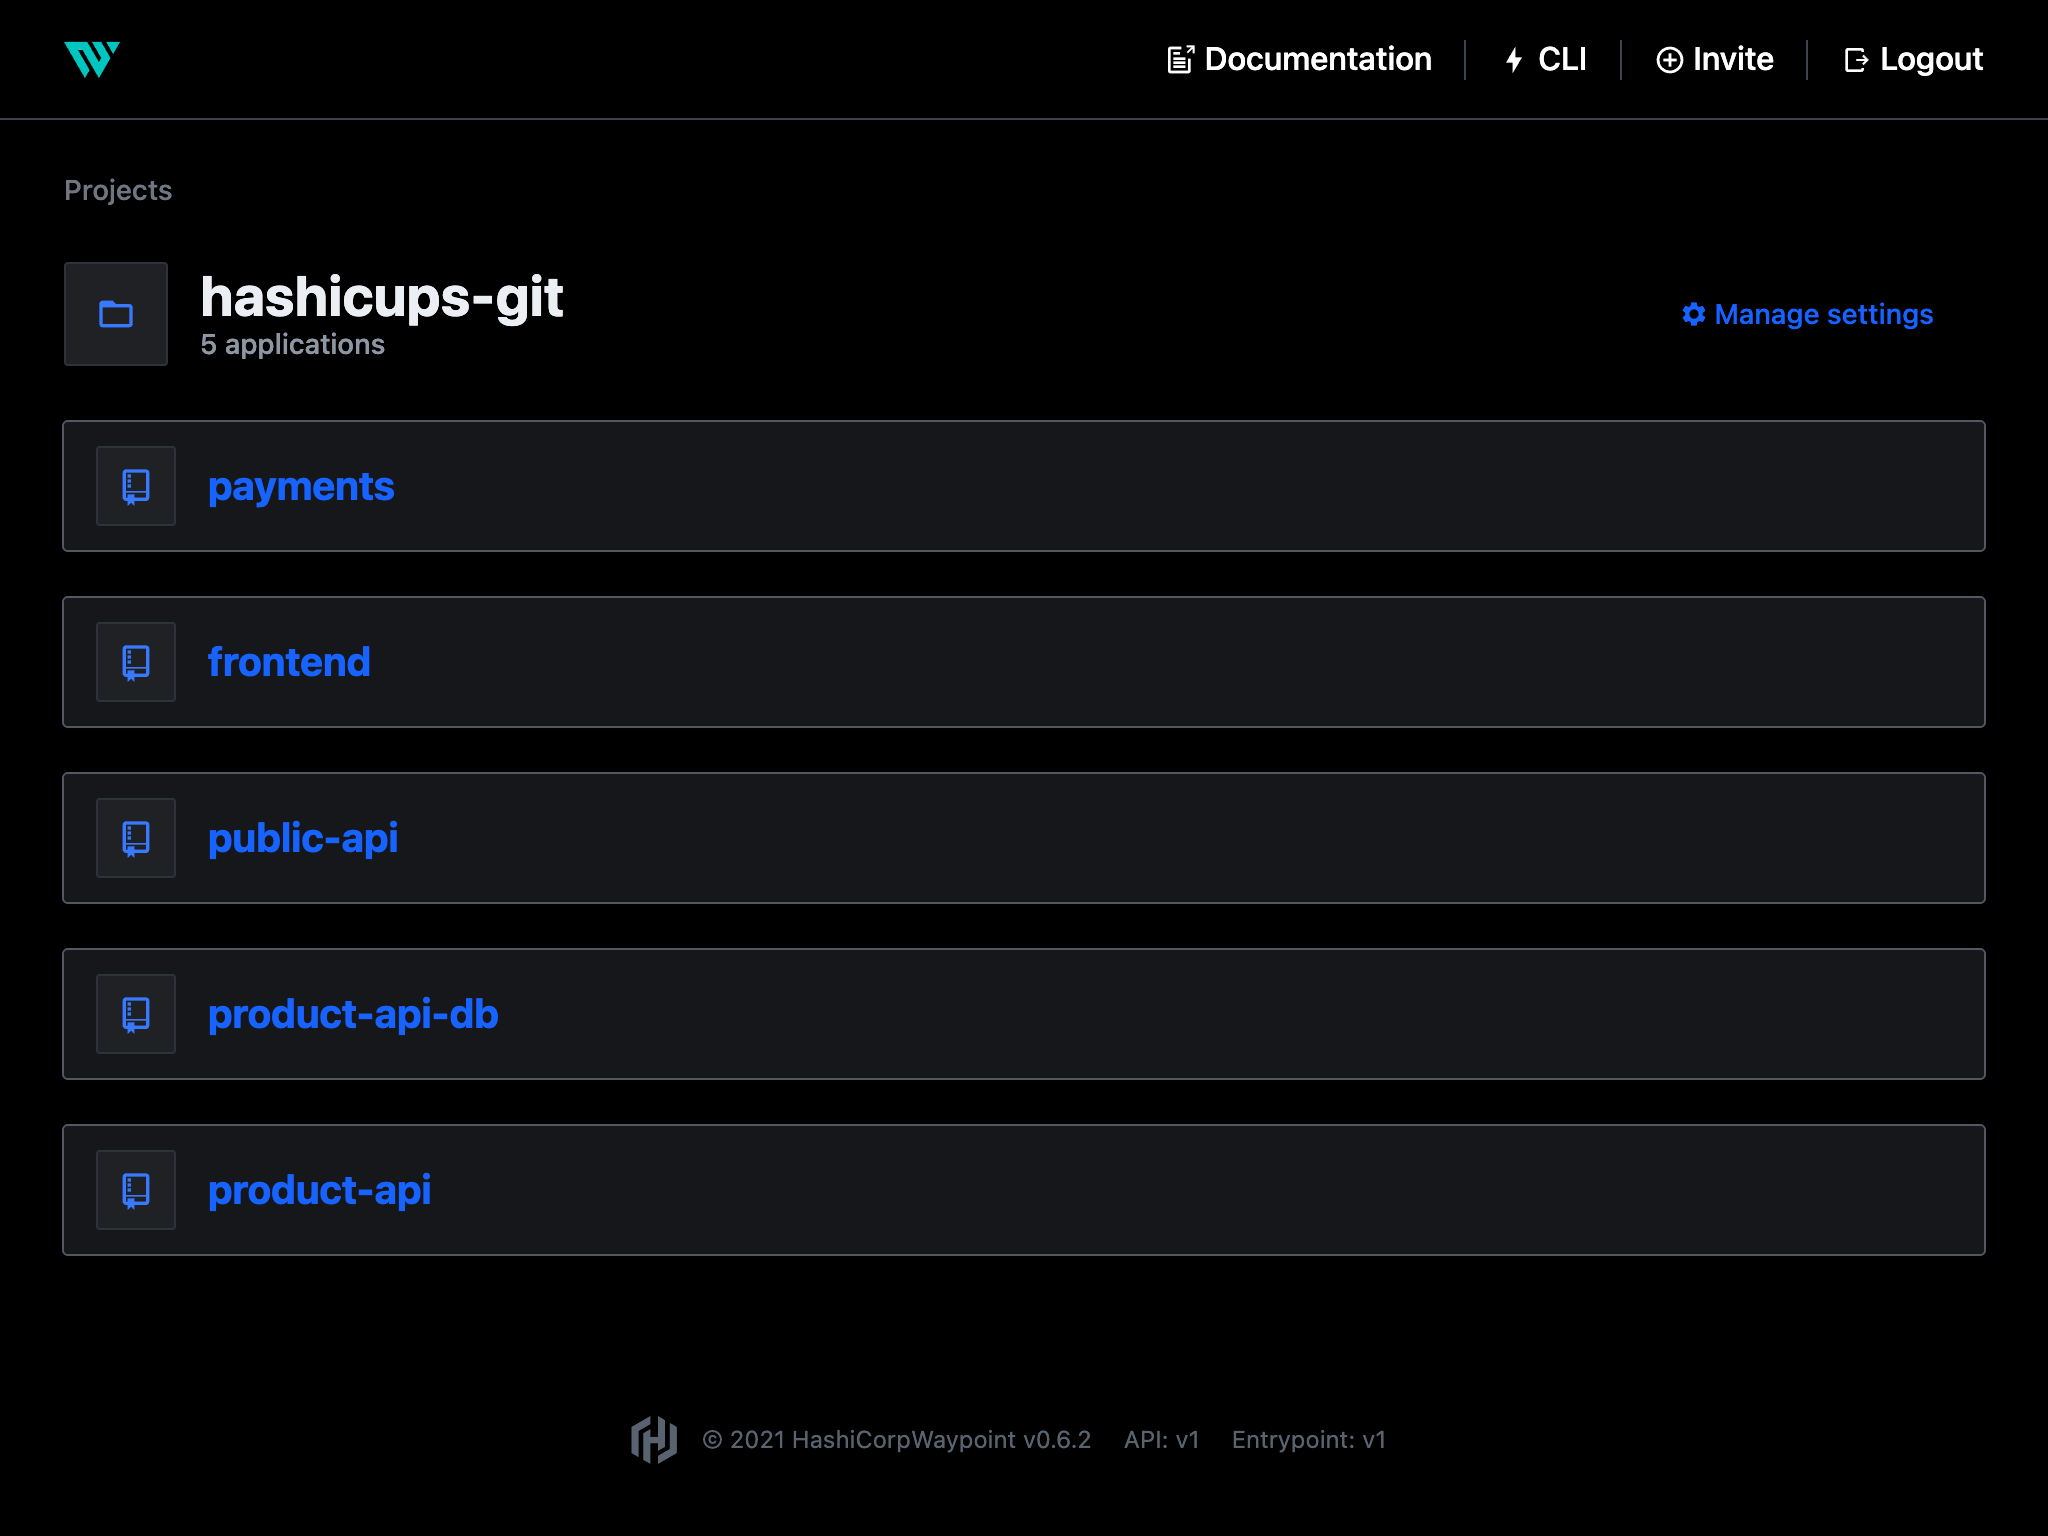 Documentation
CLI
Invite
Logout
Projects
hashicups-git
5 applications
Manage settings
payments
frontend
public-api
product-api-db
product-api
© 2021 HashiCorpWaypoint v0.6.2 API: v1 Entrypoint: v1